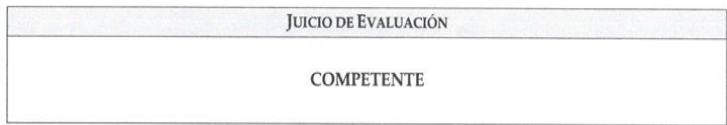 JUICIO DE EVALUACIÓN
COMPETENTE